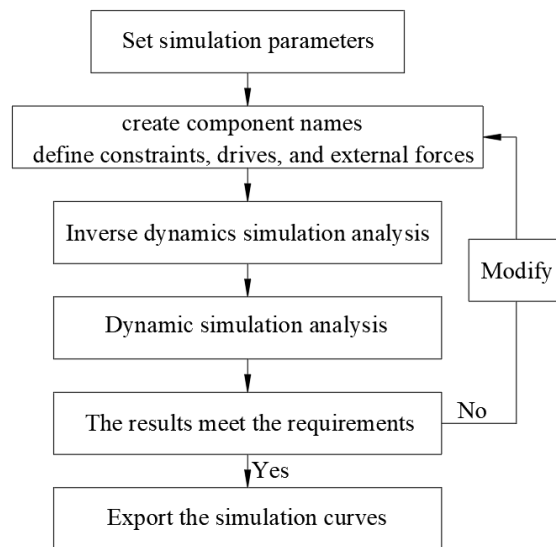 Set simulation parameters
create component names
define constraints, drives, and external forces
Inverse dynamics simulation analysis
Modify
Dynamic simulation analysis
The results meet the requirements
No
Yes
Export the simulation curves